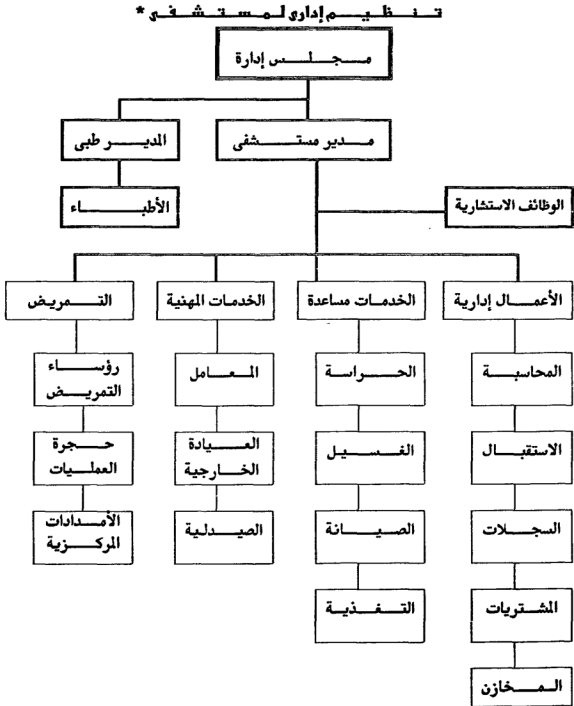 تنظيم إدارى لمستشفى *
مجلس إدارة
المدير طبى
مدير مستشفى
الأطباء
الوظائف الاستشارية
الأعمال إدارية
الخدمات مساعدة
الخدمات المهنية
التمريض
المحاسبة
الحراسة
المعامل
رؤساء
التمريض
الاستقبال
الغسيل
العيادة
الخارجية
حجرة
العمليات
السجلات
الصيانة
الصيدلية
الأمدادات
المركزية
المشتريات
التغذية
المخازن